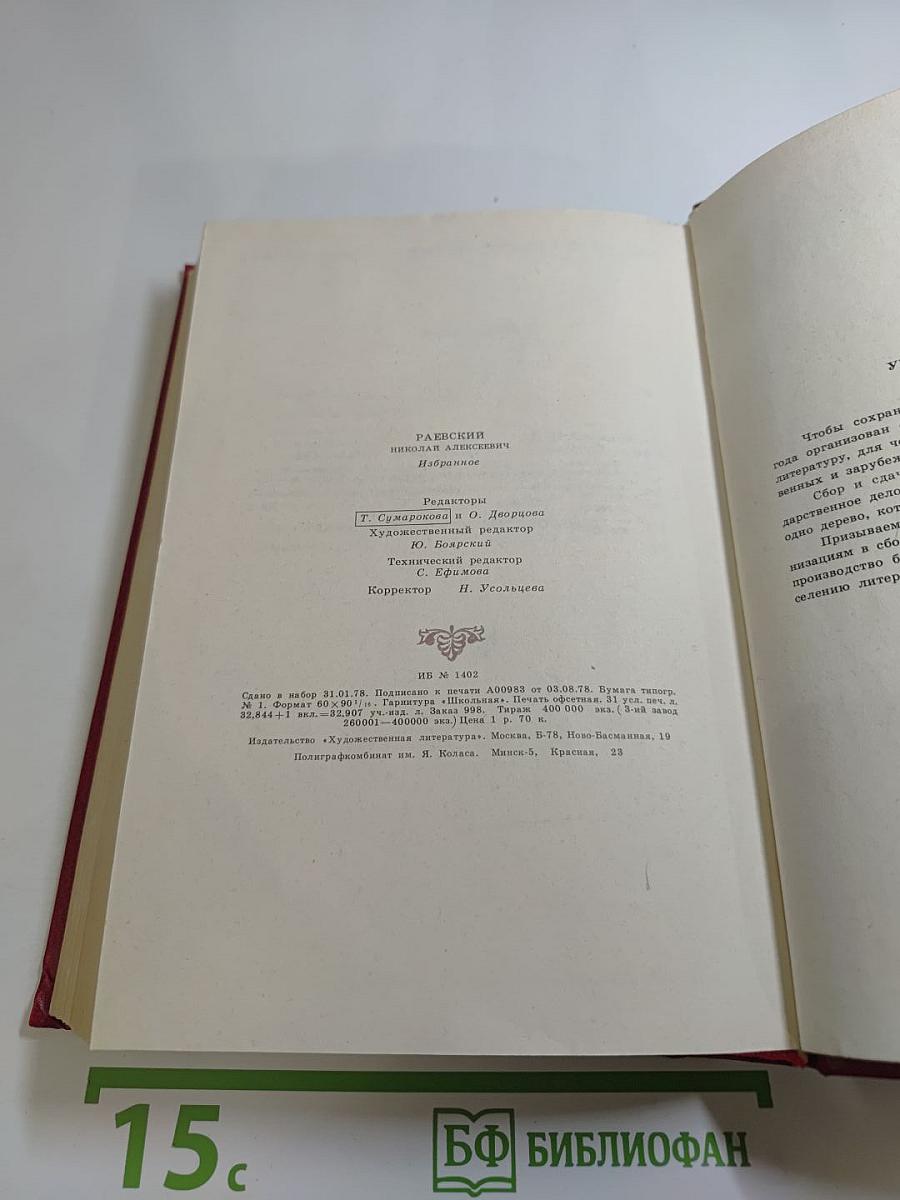 РАЕВСКИЙ
НИКОЛАЙ АЛЕКСЕЕВИЧ
Избранное
Редакторы
Т. Сумарокова и О. Дворцова
Художественный редактор
Ю. Боярский
Технический редактор
С. Ефимова
Корректор Н. Усольцева
ИБ № 1402
Сдано в набор 31.01.78. Подписано к печати А00983 от 03.08.78. Бумага типогр.
№ 1. Формат 60×90 1/16. Гарнитура «Школьная». Печать офсетная. 31 усл. печ. л.
32,844+1 вкл.=32,907 уч.-изд. л. Заказ 998. Тираж 400 000 экз. (3-ий завод
260001—400000 экз.) Цена 1 р. 70 к.
Издательство «Художественная литература». Москва, Б-78, Ново-Басманная, 19
Полиграфкомбинат им. Я. Коласа. Минск-5, Красная, 23
Чтобы сохран
года организован
литературу, для
венных и зарубеж
Сбор и сдач
дарственное дело
одно дерево, кот
Призываем
низациям в сбо
производство б
селению литер
15 с
БФ БИБЛИОФАН